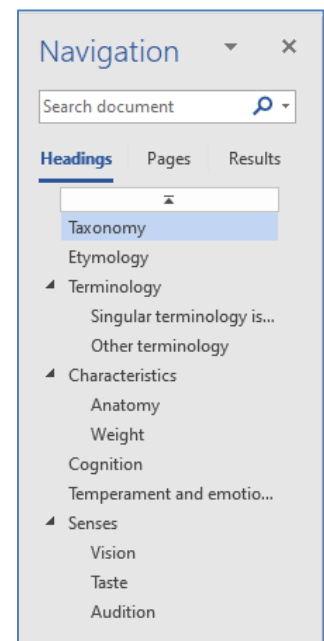 Navigation
Search document
Headings Pages Results
Taxonomy
Etymology
Terminology
Singular terminology is...
Other terminology
Characteristics
Anatomy
Weight
Cognition
Temperament and emotio...
Senses
Vision
Taste
Audition